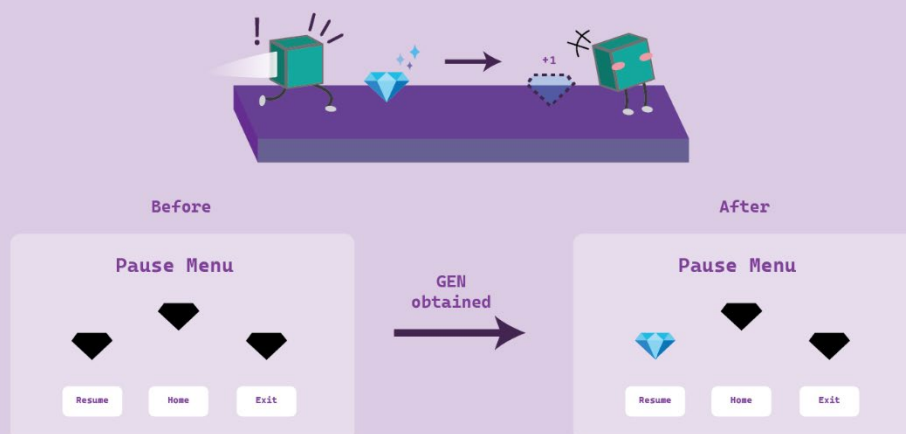 !
+1
Before
After
Pause Menu
Resume Home Exit
GEN
obtained
Pause Menu
Resume Home Exit